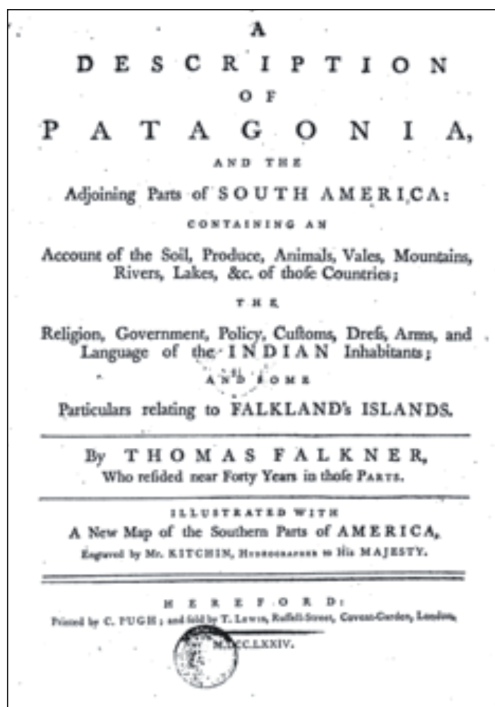 A
DESCRIPTION
OF
PATAGONIA,
AND THE
Adjoining Parts of SOUTH AMERICA:
CONTAINING AN
Account of the Soil, Produce, Animals, Vales, Mountains,
Rivers, Lakes, &c. of thoſe Countries;
THE
Religion, Government, Policy, Cuſtoms, Dreſs, Arms, and
Language of the INDIAN Inhabitants;
AND SOME
Particulars relating to FALKLAND's ISLANDS.
By THOMAS FALKNER,
Who reſided near Forty Years in thoſe PARTS.
ILLUSTRATED WITH
A New Map of the Southern Parts of AMERICA,
Engraved by Mr. KITCHIN, HYDROGRAPHER to His MAJESTY.
HEREFORD:
Printed by C. PUGH; and ſold by T. LEWIS, Ruſſell-Street, Covent-Garden, London,
M.DCC.LXXIV.